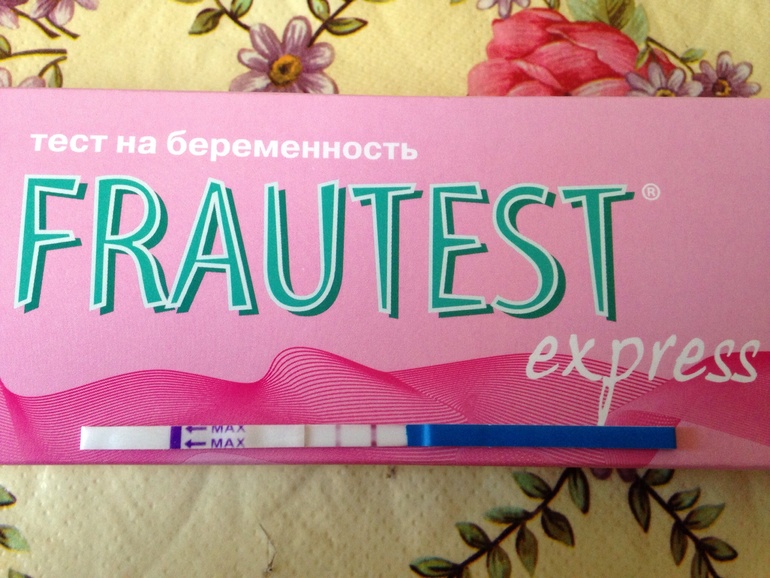 тест на беременность
FRAUTEST®
express
MAX
MAX